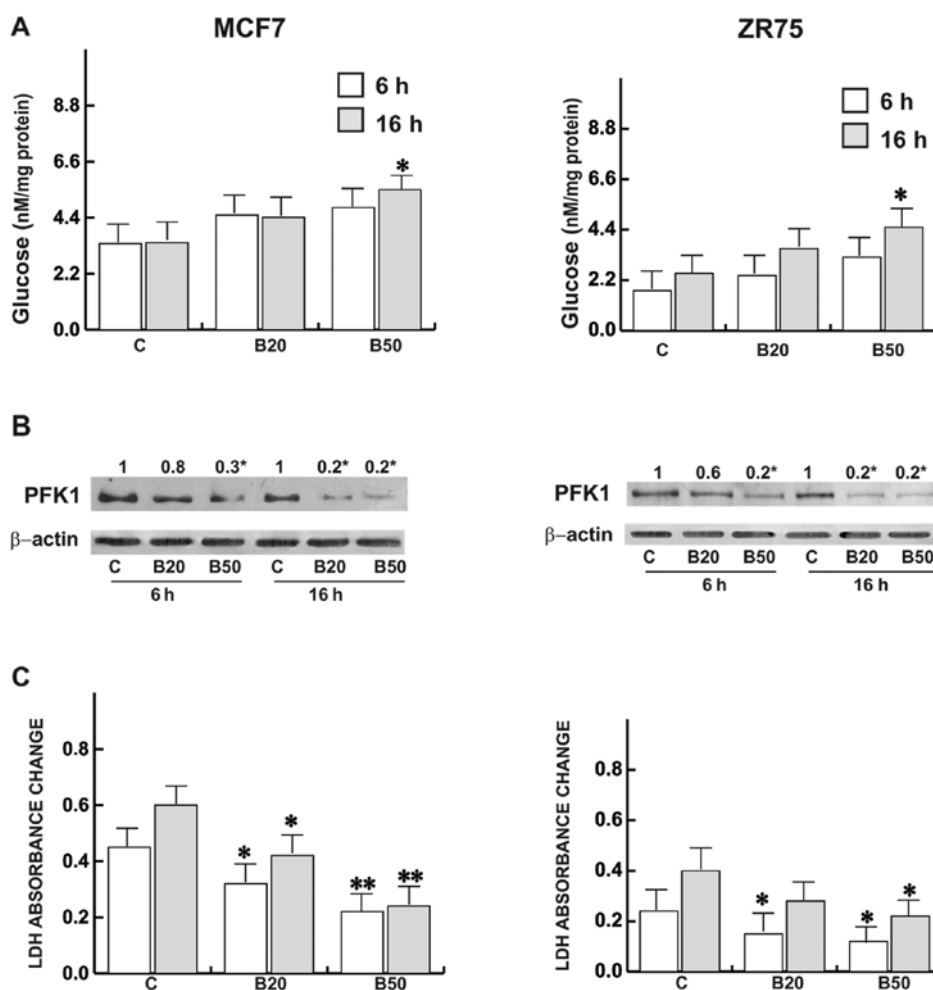 A
MCF7
ZR75
Glucose (nM/mg protein)
8.8
6.6
4.4
2.2
0.0
6 h
16 h
*
C B20 B50
Glucose (nM/mg protein)
8.8
6.6
4.4
2.2
0.0
6 h
16 h
*
C B20 B50
B
1 0.8 0.3* 1 0.2* 0.2*
PFK1
β–actin
C B20 B50 C B20 B50
6 h 16 h
1 0.6 0.2* 1 0.2* 0.2*
PFK1
β–actin
C B20 B50 C B20 B50
6 h 16 h
C
LDH ABSORBANCE CHANGE
0.8
0.6
0.4
0.2
0.0
* * ** **
C B20 B50
LDH ABSORBANCE CHANGE
0.8
0.6
0.4
0.2
0.0
* * *
C B20 B50